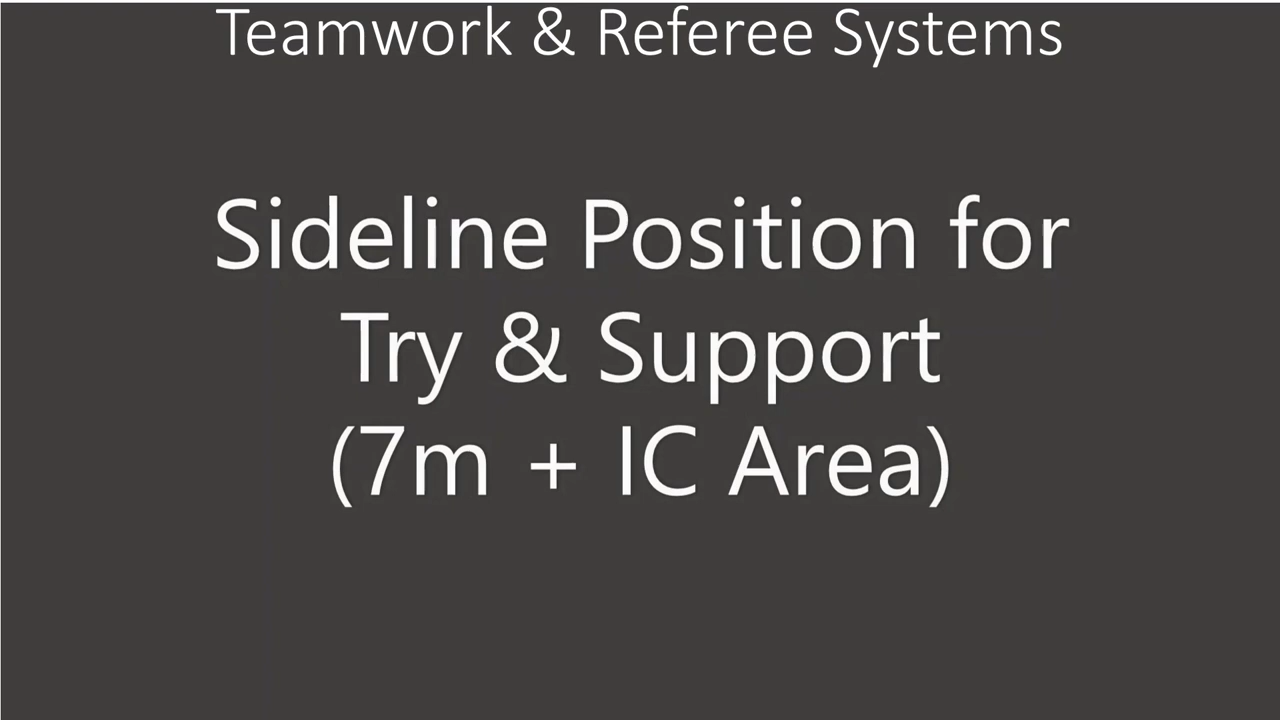 Teamwork & Referee Systems
Sideline Position for
Try & Support
(7m + IC Area)